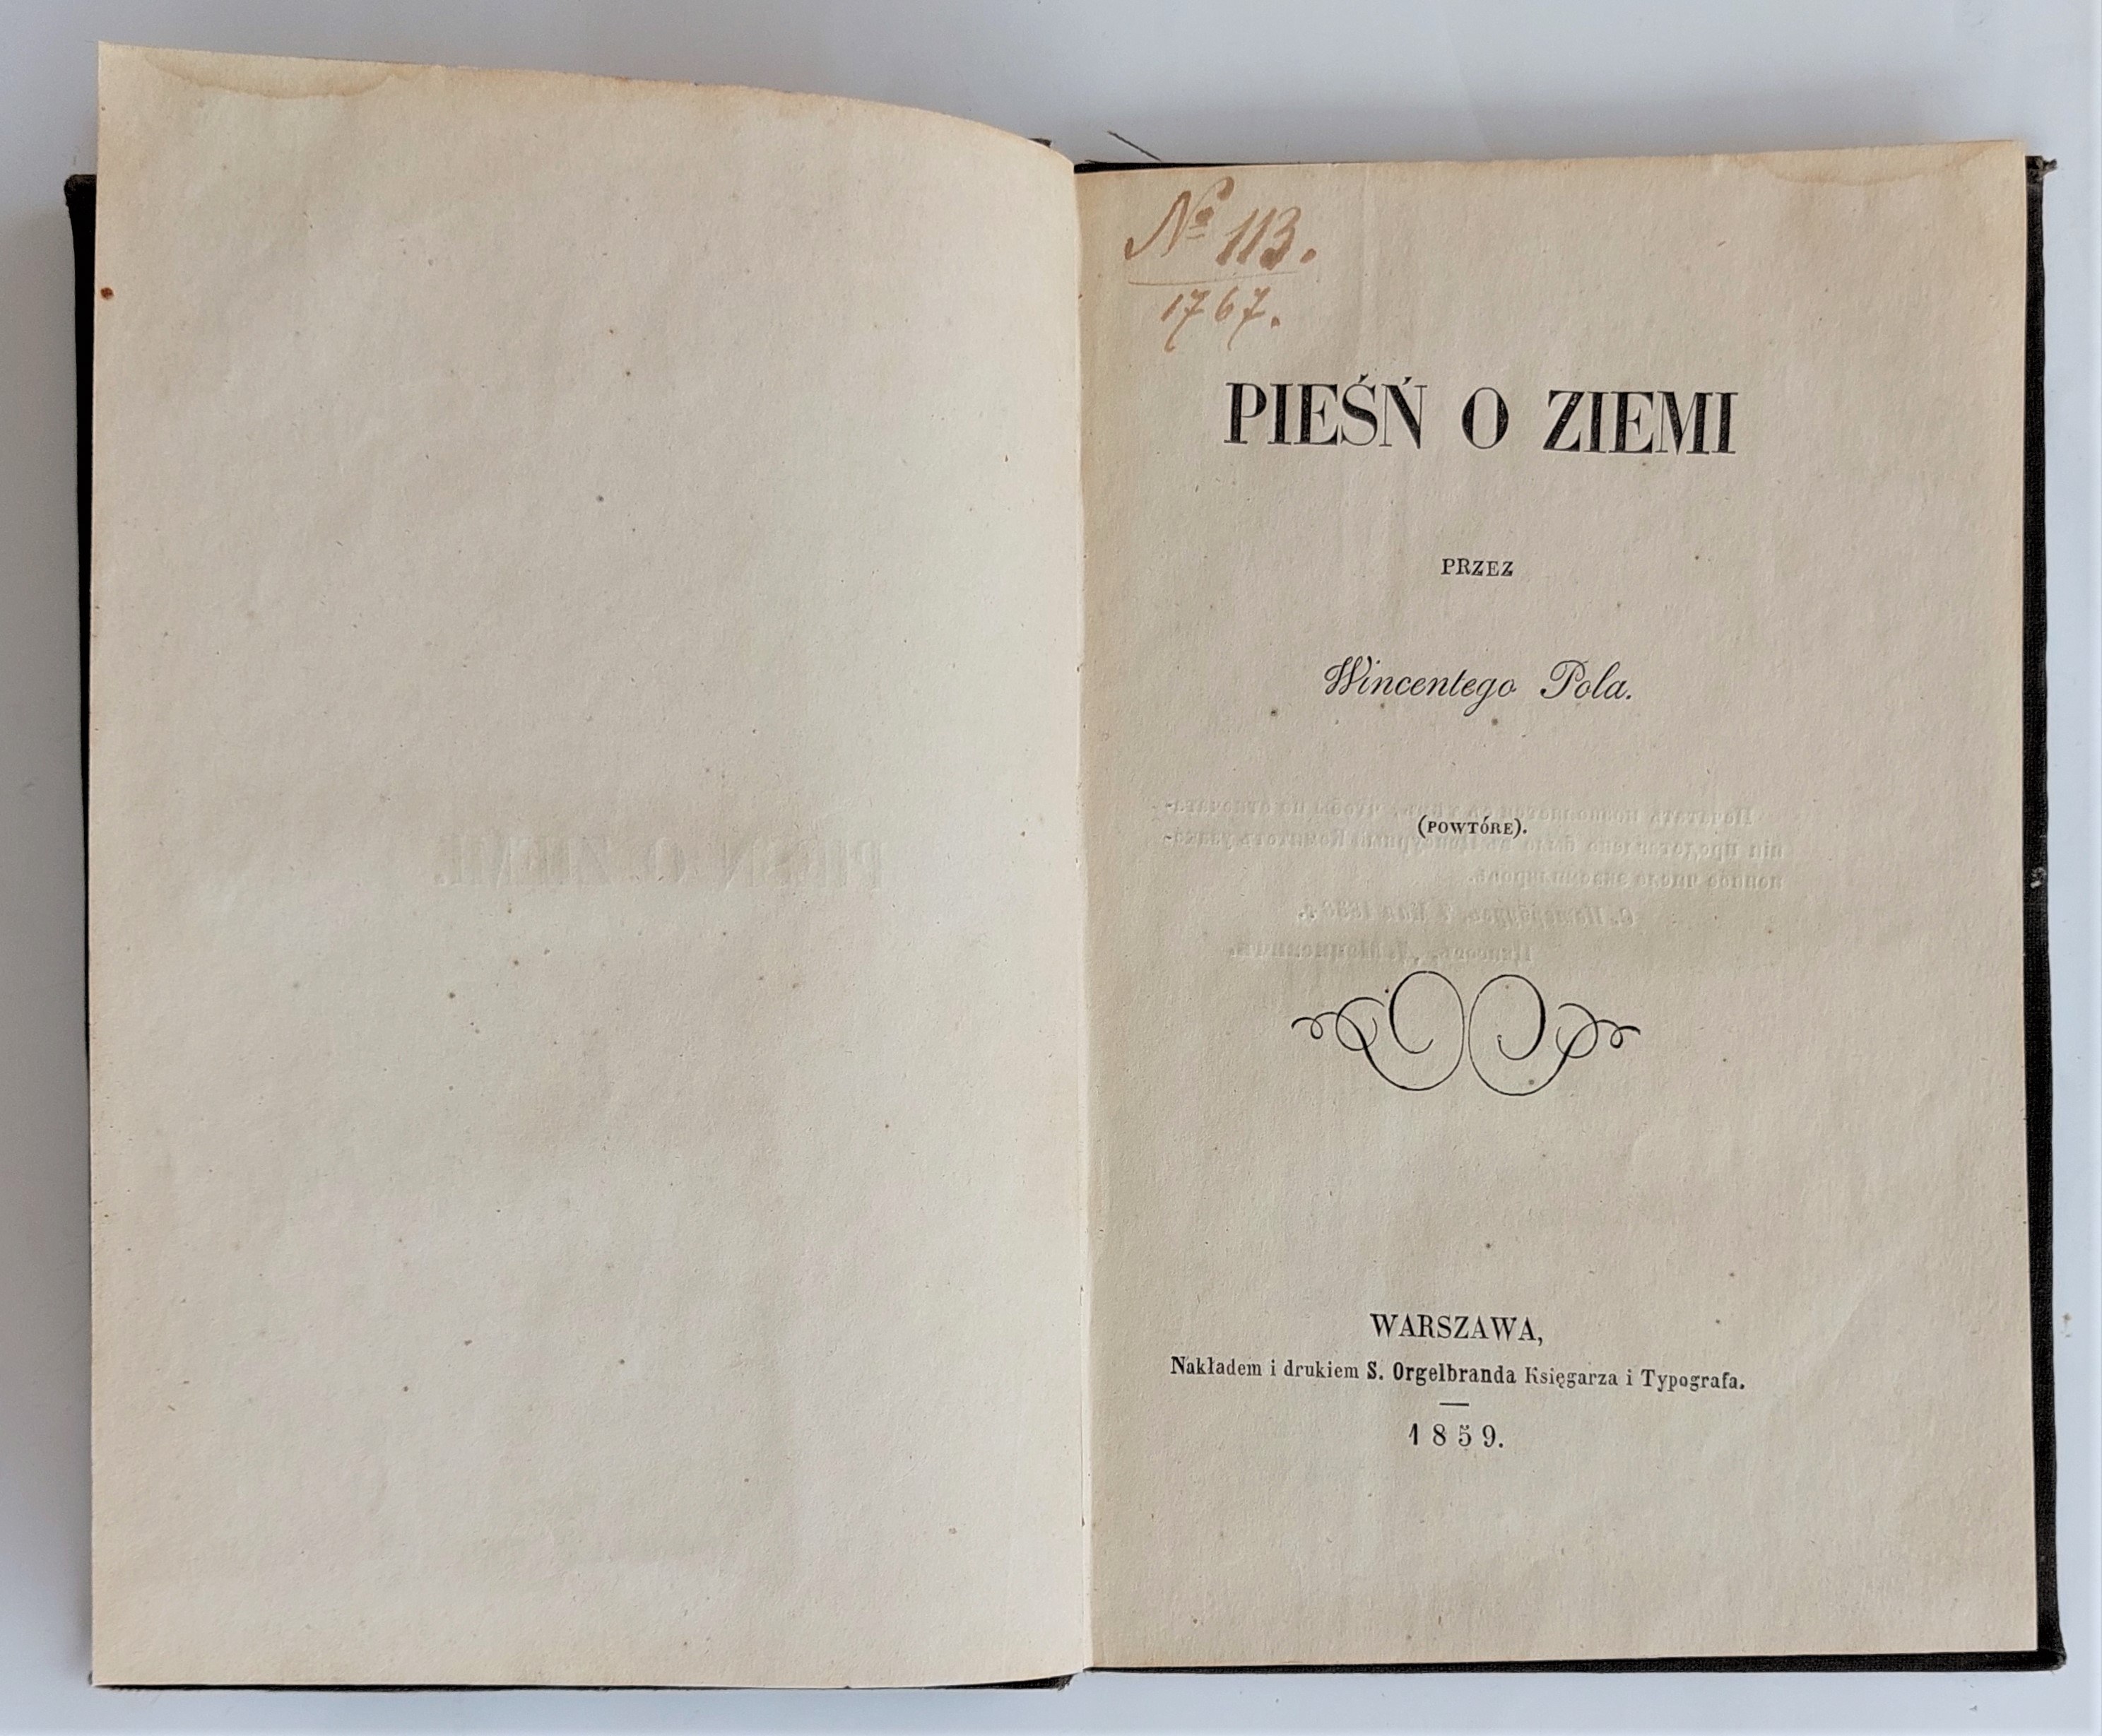 № 113.
1767.
PIEŚŃ O ZIEMI
PRZEZ
Wincentego Pola.
(POWTÓRE).
WARSZAWA,
Nakładem i drukiem S. Orgelbranda Księgarza i Typografa.
1859.